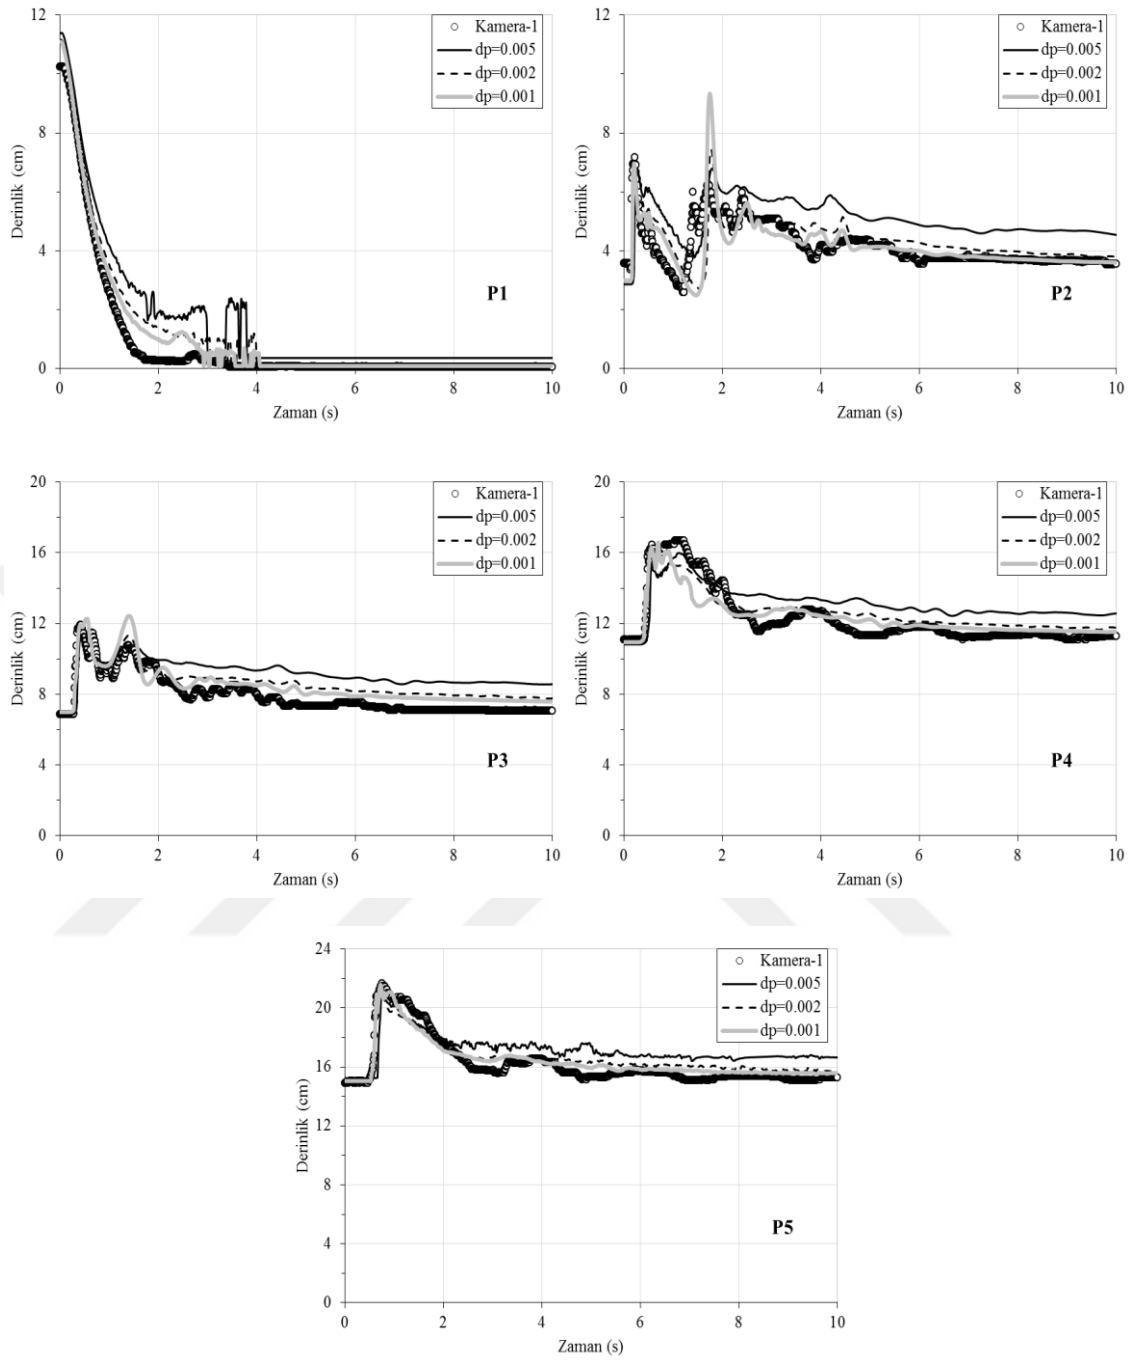 12
8
4
0
Derinlik (cm)
Kamera-1
dp=0.005
dp=0.002
dp=0.001
P1
0 2 4 6 8 10
Zaman (s)
12
8
4
0
Derinlik (cm)
Kamera-1
dp=0.005
dp=0.002
dp=0.001
P2
0 2 4 6 8 10
Zaman (s)
20
16
12
8
4
0
Derinlik (cm)
Kamera-1
dp=0.005
dp=0.002
dp=0.001
P3
0 2 4 6 8 10
Zaman (s)
20
16
12
8
4
0
Derinlik (cm)
Kamera-1
dp=0.005
dp=0.002
dp=0.001
P4
0 2 4 6 8 10
Zaman (s)
24
20
16
12
8
4
0
Derinlik (cm)
Kamera-1
dp=0.005
dp=0.002
dp=0.001
P5
0 2 4 6 8 10
Zaman (s)